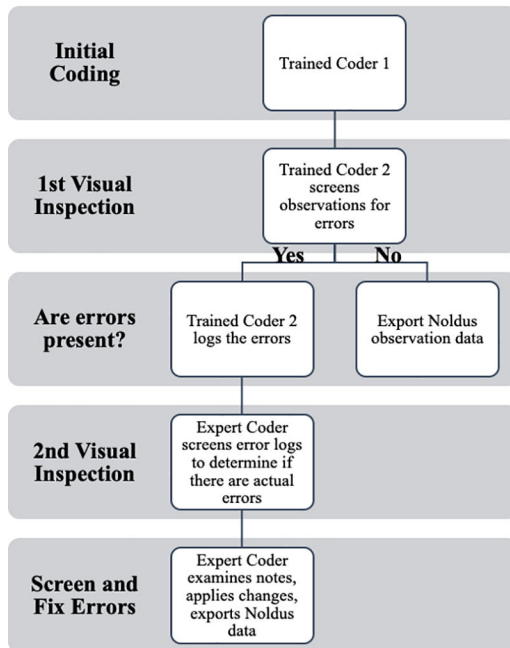 Initial
Coding
Trained Coder 1
1st Visual
Inspection
Trained Coder 2
screens
observations for
errors
Yes
No
Are errors
present?
Trained Coder 2
logs the errors
Export Noldus
observation data
2nd Visual
Inspection
Expert Coder
screens error logs
to determine if
there are actual
errors
Screen and
Fix Errors
Expert Coder
examines notes,
applies changes,
exports Noldus
data